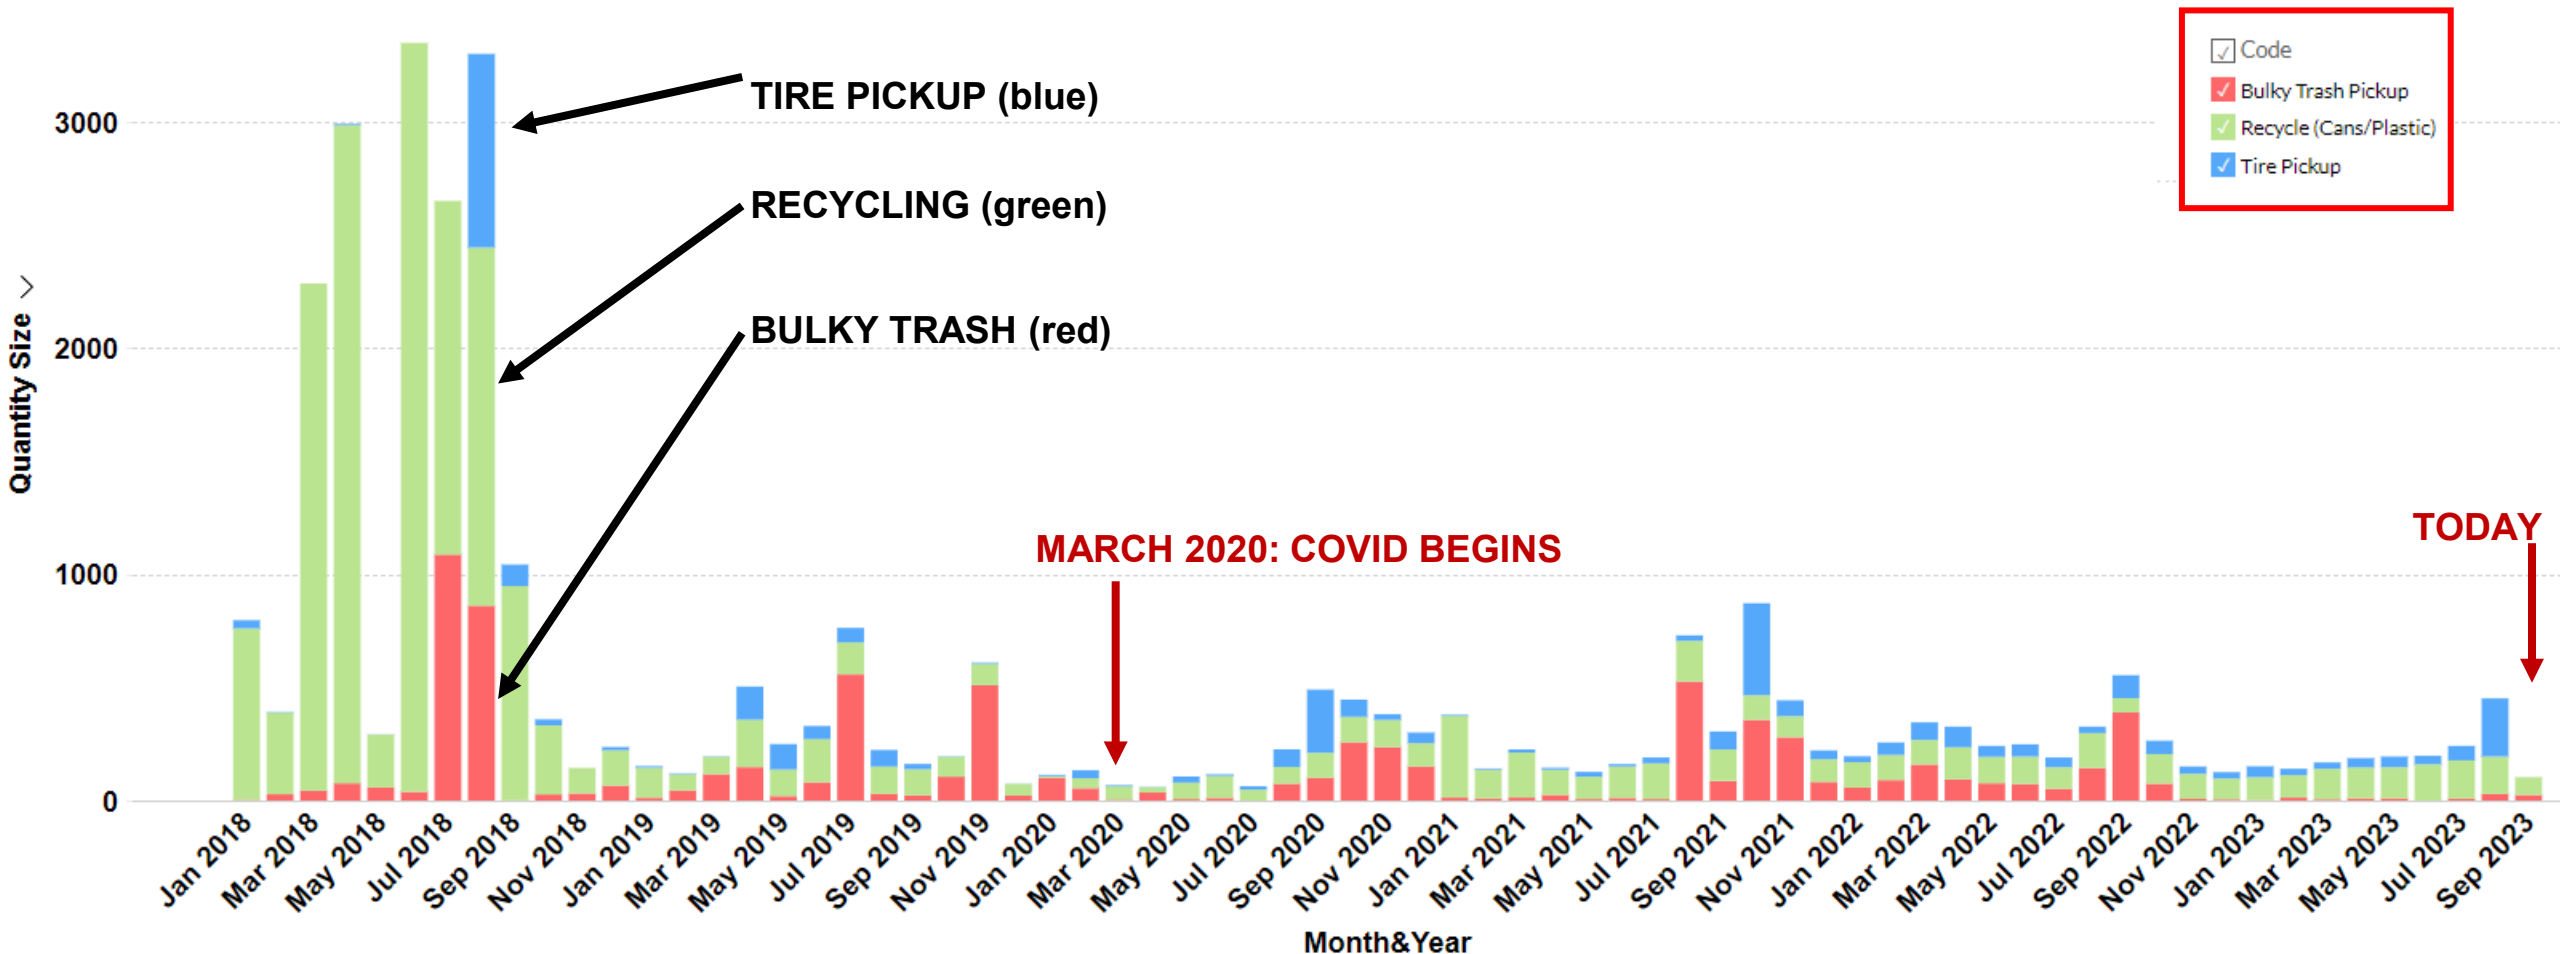 Code
Bulky Trash Pickup
Recycle (Cans/Plastic)
Tire Pickup
TIRE PICKUP (blue)
RECYCLING (green)
BULKY TRASH (red)
MARCH 2020: COVID BEGINS
TODAY
Quantity Size
3000
2000
1000
0
Jan 2018
Mar 2018
May 2018
Jul 2018
Sep 2018
Nov 2018
Jan 2019
Mar 2019
May 2019
Jul 2019
Sep 2019
Nov 2019
Jan 2020
Mar 2020
May 2020
Jul 2020
Sep 2020
Nov 2020
Jan 2021
Mar 2021
May 2021
Jul 2021
Sep 2021
Nov 2021
Jan 2022
Mar 2022
May 2022
Jul 2022
Sep 2022
Nov 2022
Jan 2023
Mar 2023
May 2023
Jul 2023
Sep 2023
Month&Year